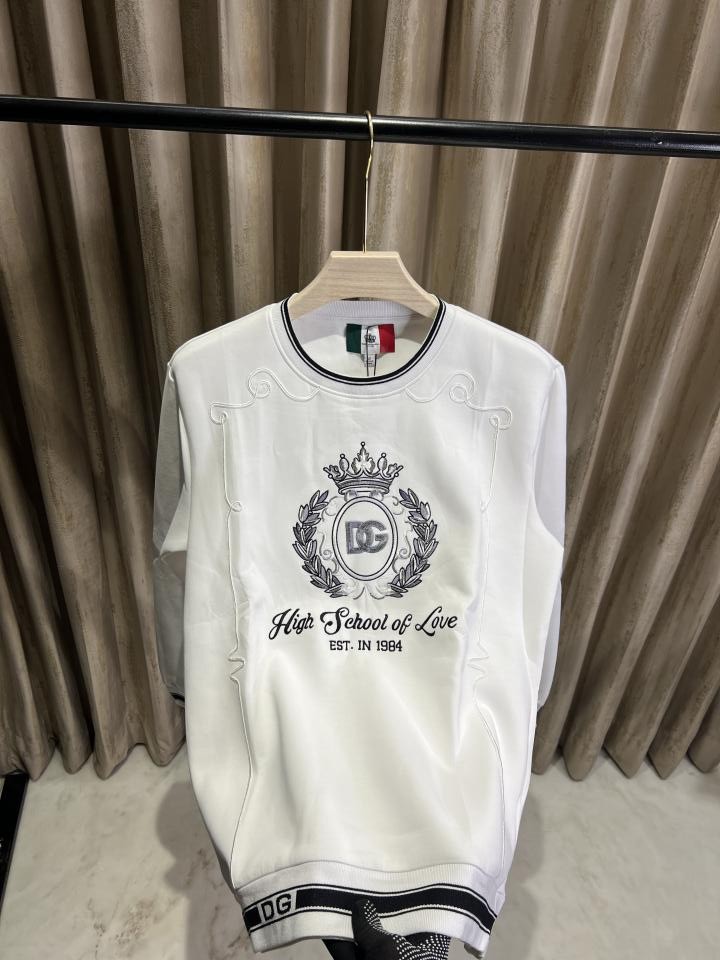 DG
High School of Love
EST. IN 1984
DG